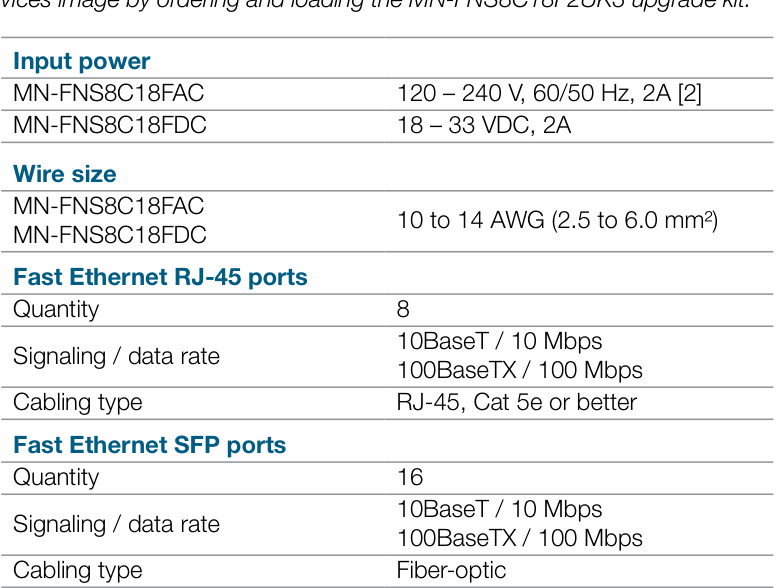 vices image by ordering and loading the MN-FNS8C18F2UK3 upgrade kit.
Input power
MN-FNS8C18FAC 120 – 240 V, 60/50 Hz, 2A [2]
MN-FNS8C18FDC 18 – 33 VDC, 2A
Wire size
MN-FNS8C18FAC
MN-FNS8C18FDC
10 to 14 AWG (2.5 to 6.0 mm²)
Fast Ethernet RJ-45 ports
Quantity 8
Signaling / data rate
10BaseT / 10 Mbps
100BaseTX / 100 Mbps
Cabling type RJ-45, Cat 5e or better
Fast Ethernet SFP ports
Quantity 16
Signaling / data rate
10BaseT / 10 Mbps
100BaseTX / 100 Mbps
Cabling type Fiber-optic